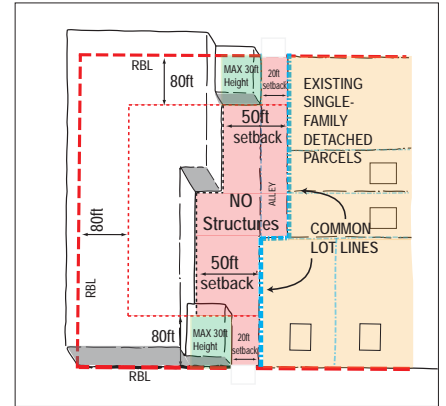 RBL
80ft
MAX 30ft
Height
20ft
setback
EXISTING
SINGLE-
FAMILY
DETACHED
PARCELS
50ft
setback
ALLEY
NO
Structures
COMMON
LOT LINES
80ft
RBL
50ft
setback
80ft
MAX 30ft
Height
20ft
setback
RBL